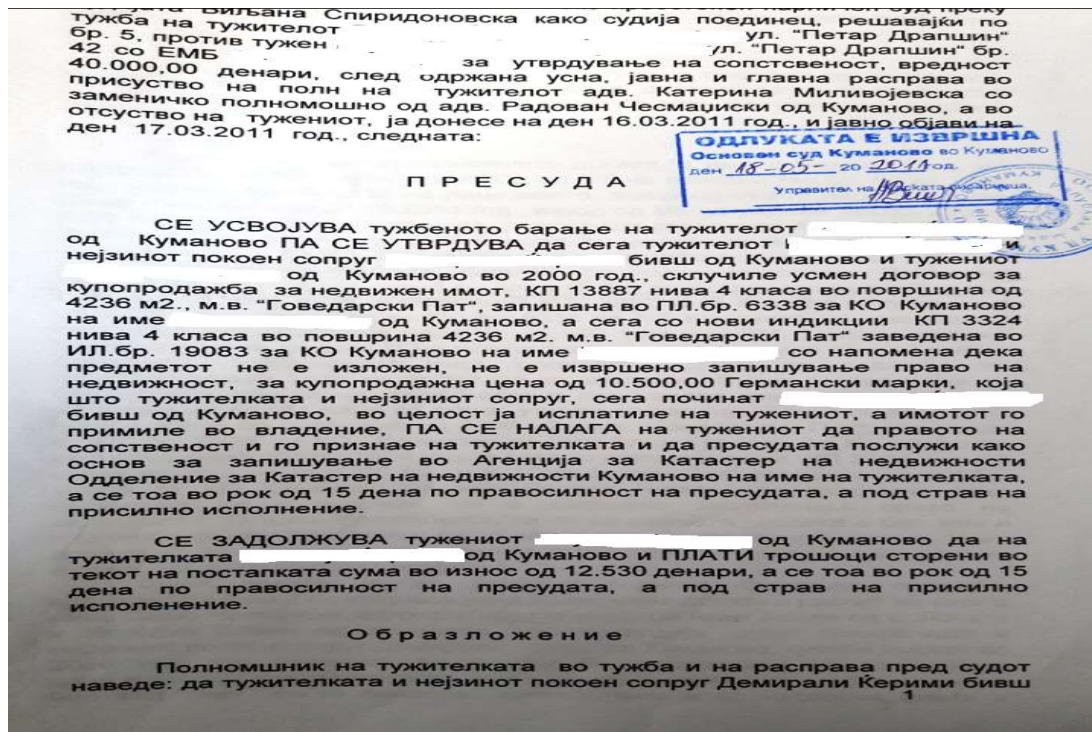 Билјана Спиридоновска како судија поединец, решавајќи по
тужба на тужителот ул. "Петар Драпшин"
бр. 5, против тужен ул. "Петар Драпшин" бр.
42 со ЕМБ за утврдување на сопстсвеност, вредност
40.000,00 денари, след одржана усна, јавна и главна расправа во
присуство на полн на тужителот адв. Катерина Миливојевска со
заменичко полномошно од адв. Радован Чесмаџиски од Куманово, а во
отсуство на тужениот, ја донесе на ден 16.03.2011 год., и јавно објави на
ден 17.03.2011 год., следната:
ОДЛУКАТА Е ИЗВРШНА
Основен суд Куманово во Куманово
ден 18-05- 2011 год.
Управител на
П Р Е С У Д А
СЕ УСВОЈУВА тужбеното барање на тужителот
од Куманово ПА СЕ УТВРДУВА да сега тужителот и
нејзинот покоен сопруг бивш од Куманово и тужениот
од Куманово во 2000 год., склучиле усмен договор за
купопродажба за недвижен имот, КП 13887 нива 4 класа во површина од
4236 м2., м.в. "Говедарски Пат", запишана во ПЛ.бр. 6338 за КО Куманово
на име од Куманово, а сега со нови индикции КП 3324
нива 4 класа во повшрина 4236 м2. м.в. "Говедарски Пат" заведена во
ИЛ.бр. 19083 за КО Куманово на име со напомена дека
предметот не е изложен, не е извршено запишување право на
недвижност, за купопродажна цена од 10.500,00 Германски марки, која
што тужителката и нејзиниот сопруг, сега починат
бивш од Куманово, во целост ја исплатиле на тужениот, а имотот го
примиле во владение, ПА СЕ НАЛАГА на тужениот да правото на
сопственост и го признае на тужителката и да пресудата послужи како
основ за запишување во Агенција за Катастер на недвижности
Одделение за Катастер на недвижности Куманово на име на тужителката,
а се тоа во рок од 15 дена по правосилност на пресудата, а под страв на
присилно исполнение.
СЕ ЗАДОЛЖУВА тужениот од Куманово да на
тужителката од Куманово и ПЛАТИ трошоци сторени во
текот на постапката сума во износ од 12.530 денари, а се тоа во рок од 15
дена по правосилност на пресудата, а под страв на присилно
исполенение.
О б р а з л о ж е н и е
Полномшник на тужителката во тужба и на расправа пред судот
наведе: да тужителката и нејзинот покоен сопруг Демирали Ќерими бивш
1